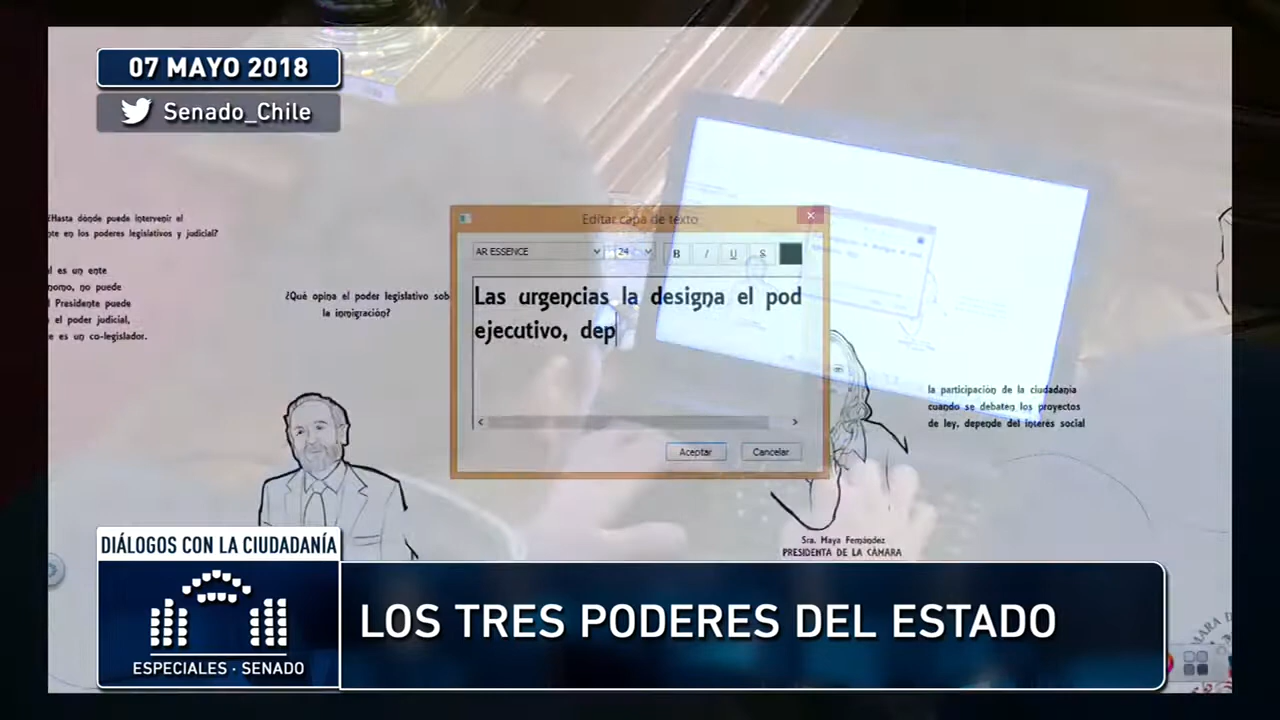 07 MAYO 2018
Senado_Chile
¿Hasta dónde puede intervenir el
te en los poderes legislativos y judicial?
l es un ente
nomo, no puede
Presidente puede
el poder judicial,
e es un co-legislador.
¿Qué opina el poder legislativo sob
la inmigración?
Editar capa de texto
AR ESSENCE
24
B I U S
Las urgencias la designa el pod
ejecutivo, dep
Aceptar
Cancelar
la participación de la ciudadania
cuando se debaten los proyectos
de ley, depende del interés social
Sra. Maya Fernández
PRESIDENTA DE LA CÁMARA
DIÁLOGOS CON LA CIUDADANÍA
ESPECIALES · SENADO
LOS TRES PODERES DEL ESTADO